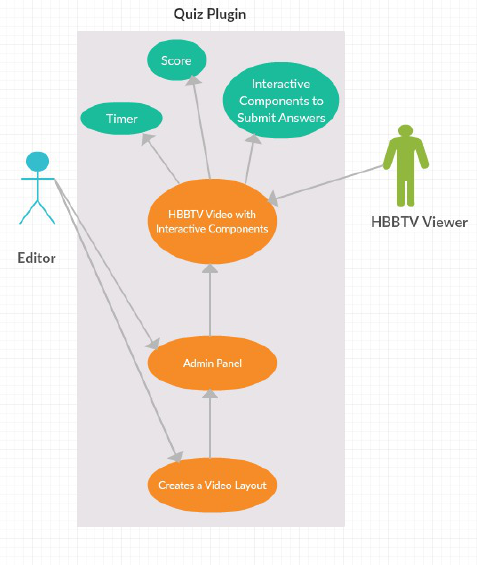 Quiz Plugin
Score
Interactive
Components to
Submit Answers
Timer
HBBTV Video with
Interactive Components
HBBTV Viewer
Editor
Admin Panel
Creates a Video Layout